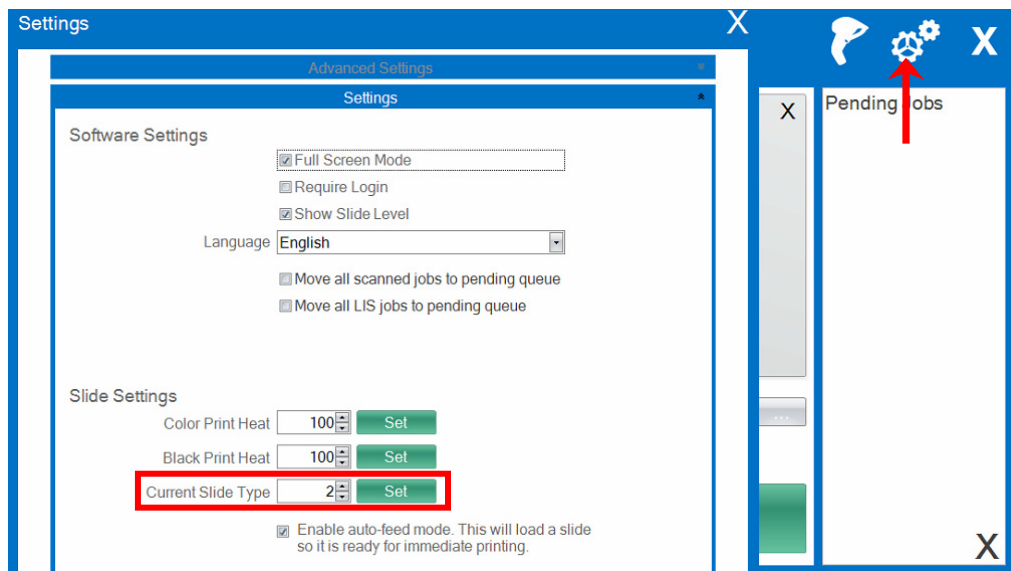 Settings
X
X
Advanced Settings
Settings
X
Pending Jobs
Software Settings
Full Screen Mode
Require Login
Show Slide Level
Language English
Move all scanned jobs to pending queue
Move all LIS jobs to pending queue
Slide Settings
Color Print Heat 100 Set
...
Black Print Heat 100 Set
Current Slide Type 2 Set
Enable auto-feed mode. This will load a slide
so it is ready for immediate printing.
X